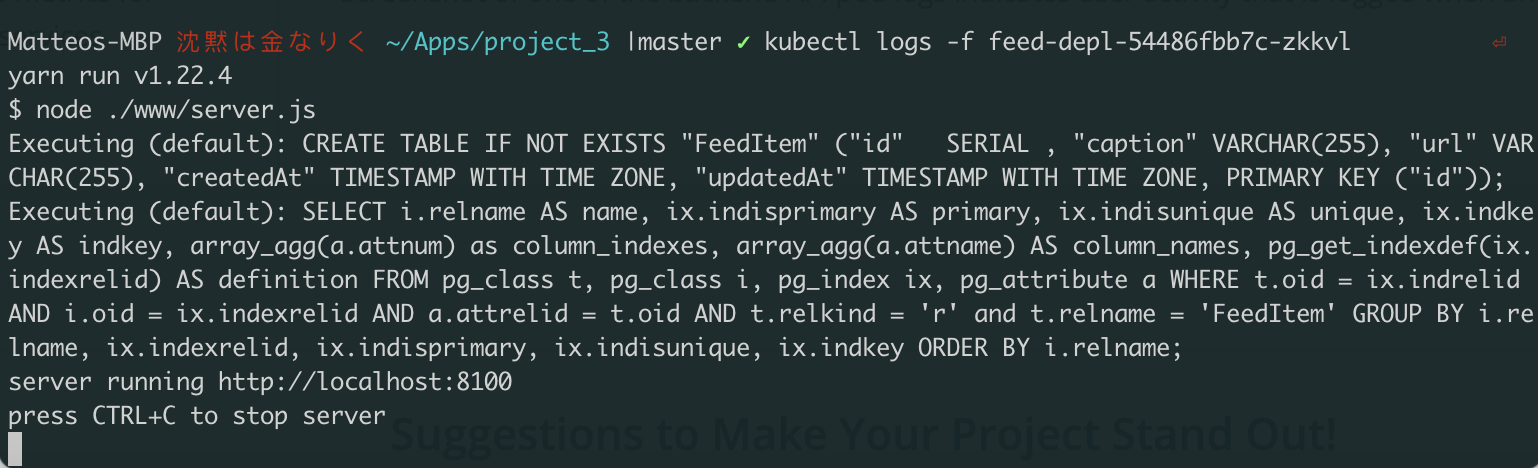 Matteos-MBP 沈黙は金なりく ~/Apps/project_3 |master ✓ kubectl logs -f feed-depl-54486fbb7c-zkkvl ⏎
yarn run v1.22.4
$ node ./www/server.js
Executing (default): CREATE TABLE IF NOT EXISTS "FeedItem" ("id"   SERIAL , "caption" VARCHAR(255), "url" VAR
CHAR(255), "createdAt" TIMESTAMP WITH TIME ZONE, "updatedAt" TIMESTAMP WITH TIME ZONE, PRIMARY KEY ("id"));
Executing (default): SELECT i.relname AS name, ix.indisprimary AS primary, ix.indisunique AS unique, ix.indke
y AS indkey, array_agg(a.attnum) as column_indexes, array_agg(a.attname) AS column_names, pg_get_indexdef(ix.
indexrelid) AS definition FROM pg_class t, pg_class i, pg_index ix, pg_attribute a WHERE t.oid = ix.indrelid
AND i.oid = ix.indexrelid AND a.attrelid = t.oid AND t.relkind = 'r' and t.relname = 'FeedItem' GROUP BY i.re
lname, ix.indexrelid, ix.indisprimary, ix.indisunique, ix.indkey ORDER BY i.relname;
server running http://localhost:8100
press CTRL+C to stop server
Suggestions to Make Your Project Stand Out!